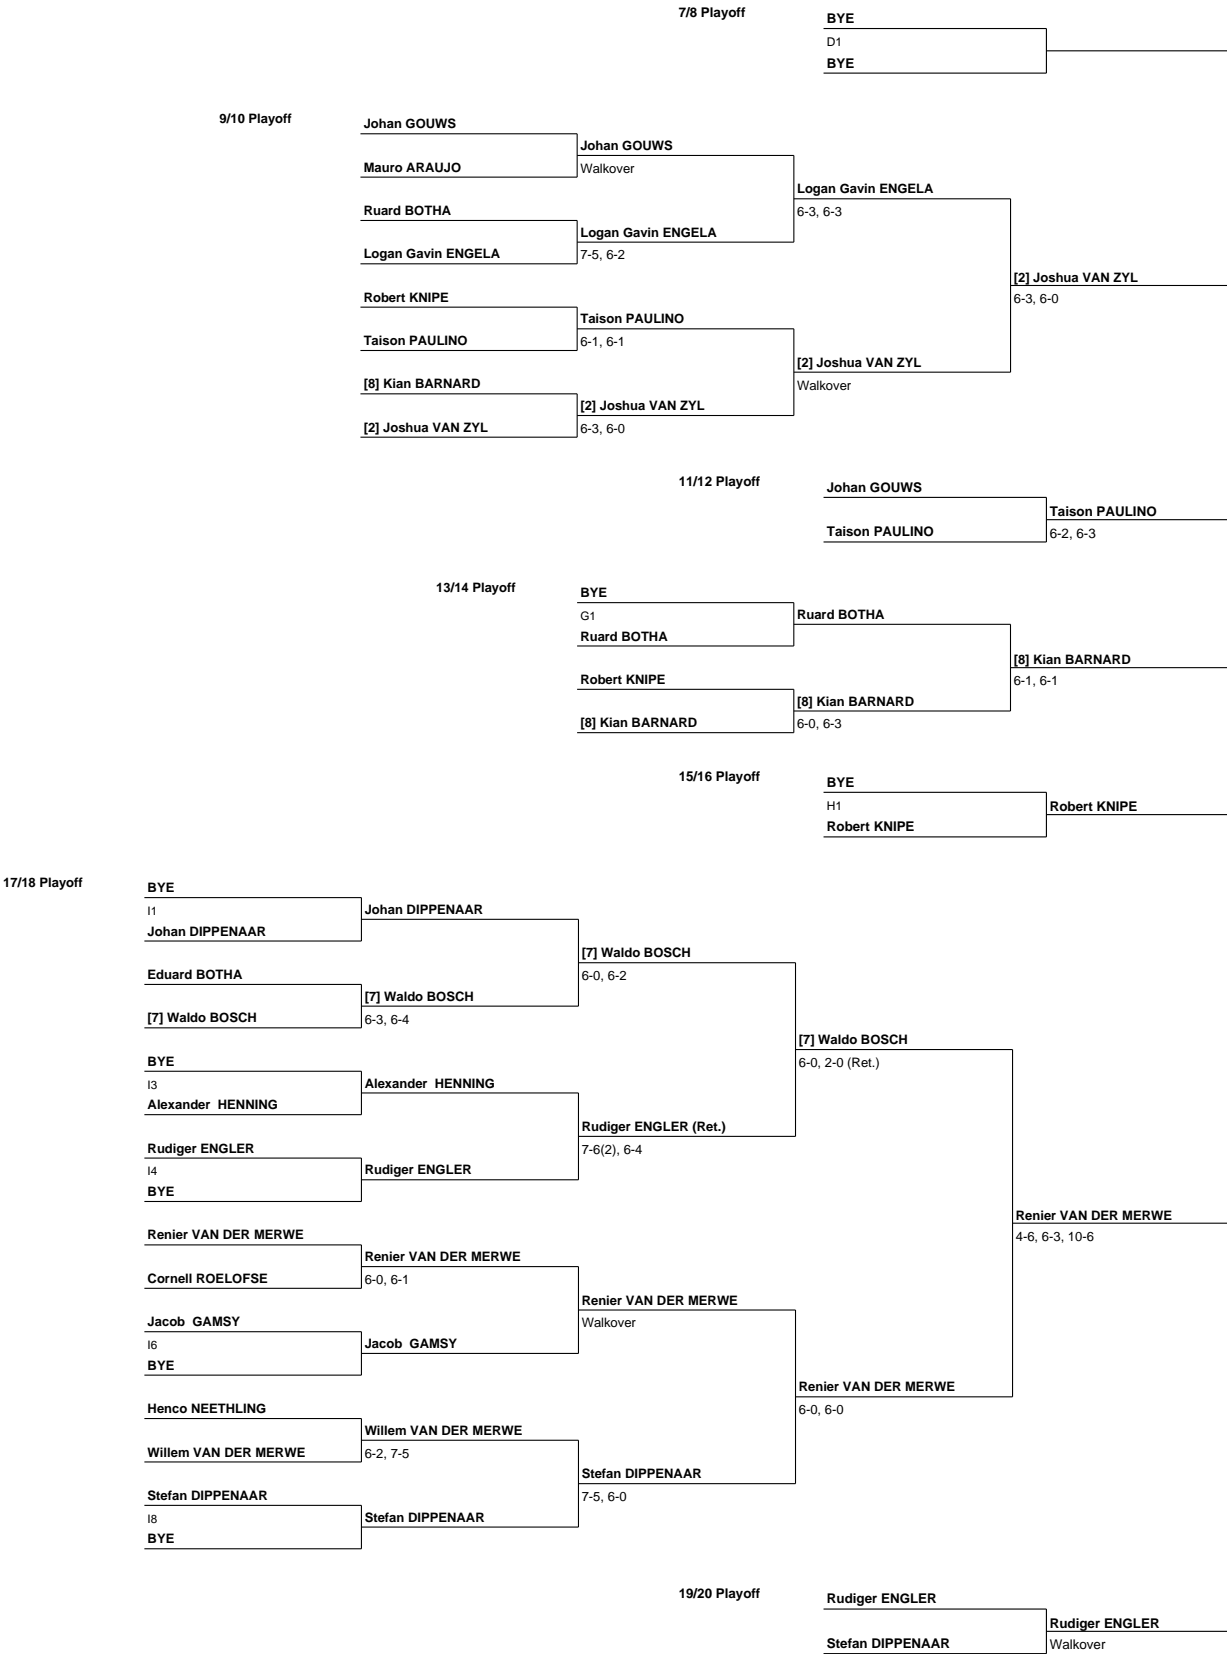 7/8 Playoff
BYE
D1
BYE
9/10 Playoff
Johan GOUWS
Johan GOUWS
Mauro ARAUJO
Walkover
Logan Gavin ENGELA
Ruard BOTHA
6-3, 6-3
Logan Gavin ENGELA
Logan Gavin ENGELA
7-5, 6-2
[2] Joshua VAN ZYL
Robert KNIPE
6-3, 6-0
Taison PAULINO
Taison PAULINO
6-1, 6-1
[2] Joshua VAN ZYL
[8] Kian BARNARD
Walkover
[2] Joshua VAN ZYL
[2] Joshua VAN ZYL
6-3, 6-0
11/12 Playoff
Johan GOUWS
Taison PAULINO
Taison PAULINO
6-2, 6-3
13/14 Playoff
BYE
G1
Ruard BOTHA
Ruard BOTHA
[8] Kian BARNARD
Robert KNIPE
6-1, 6-1
[8] Kian BARNARD
[8] Kian BARNARD
6-0, 6-3
15/16 Playoff
BYE
H1
Robert KNIPE
Robert KNIPE
17/18 Playoff
BYE
I1
Johan DIPPENAAR
Johan DIPPENAAR
[7] Waldo BOSCH
Eduard BOTHA
6-0, 6-2
[7] Waldo BOSCH
[7] Waldo BOSCH
6-3, 6-4
[7] Waldo BOSCH
BYE
6-0, 2-0 (Ret.)
I3
Alexander  HENNING
Alexander  HENNING
Rudiger ENGLER (Ret.)
Rudiger ENGLER
7-6(2), 6-4
I4
Rudiger ENGLER
BYE
Renier VAN DER MERWE
Renier VAN DER MERWE
4-6, 6-3, 10-6
Renier VAN DER MERWE
Cornell ROELOFSE
6-0, 6-1
Renier VAN DER MERWE
Jacob  GAMSY
Walkover
I6
Jacob  GAMSY
BYE
Renier VAN DER MERWE
Henco NEETHLING
6-0, 6-0
Willem VAN DER MERWE
Willem VAN DER MERWE
6-2, 7-5
Stefan DIPPENAAR
Stefan DIPPENAAR
7-5, 6-0
I8
Stefan DIPPENAAR
BYE
19/20 Playoff
Rudiger ENGLER
Rudiger ENGLER
Stefan DIPPENAAR
Walkover